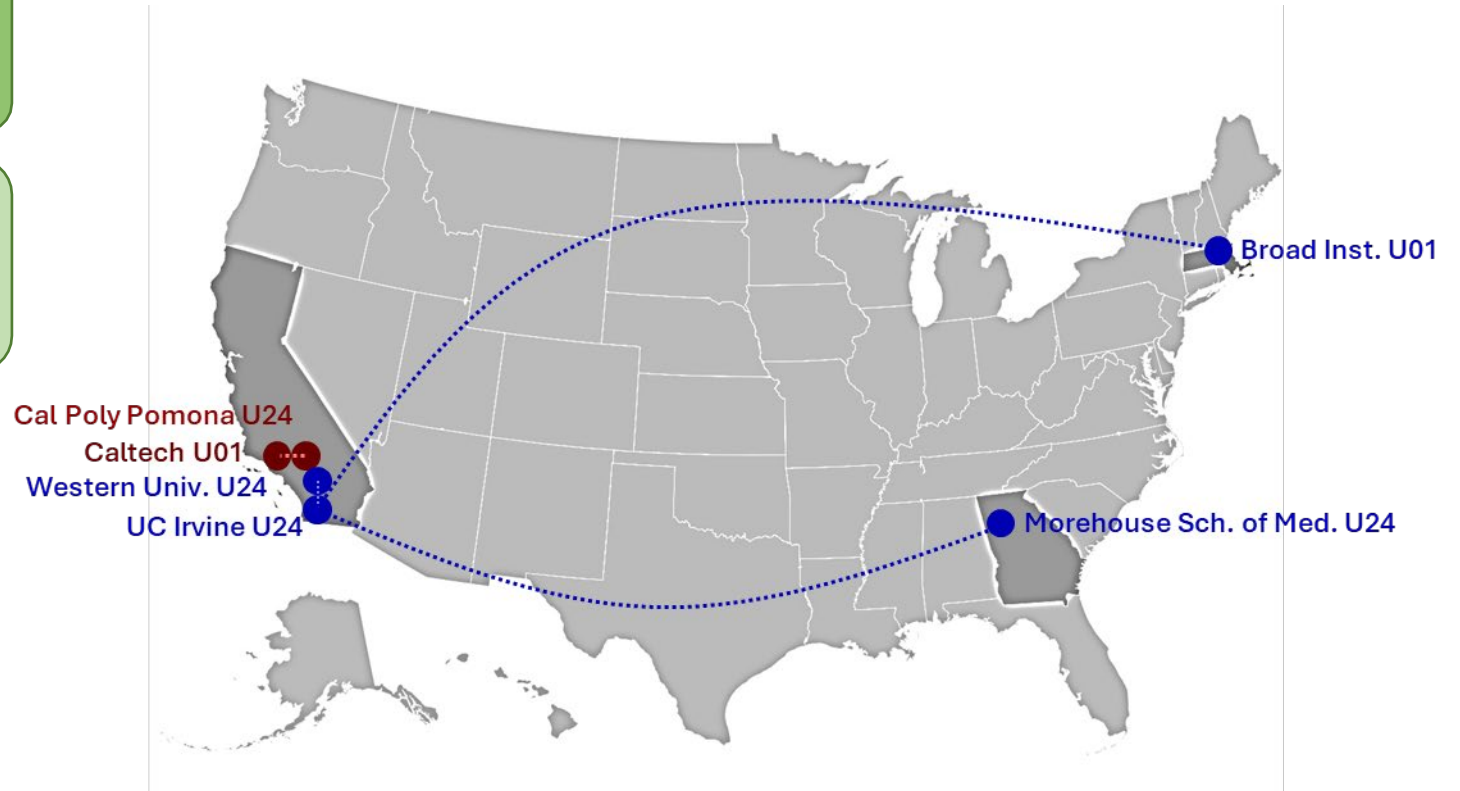 Broad Inst. U01
Cal Poly Pomona U24
Caltech U01
Western Univ. U24
UC Irvine U24
Morehouse Sch. of Med. U24